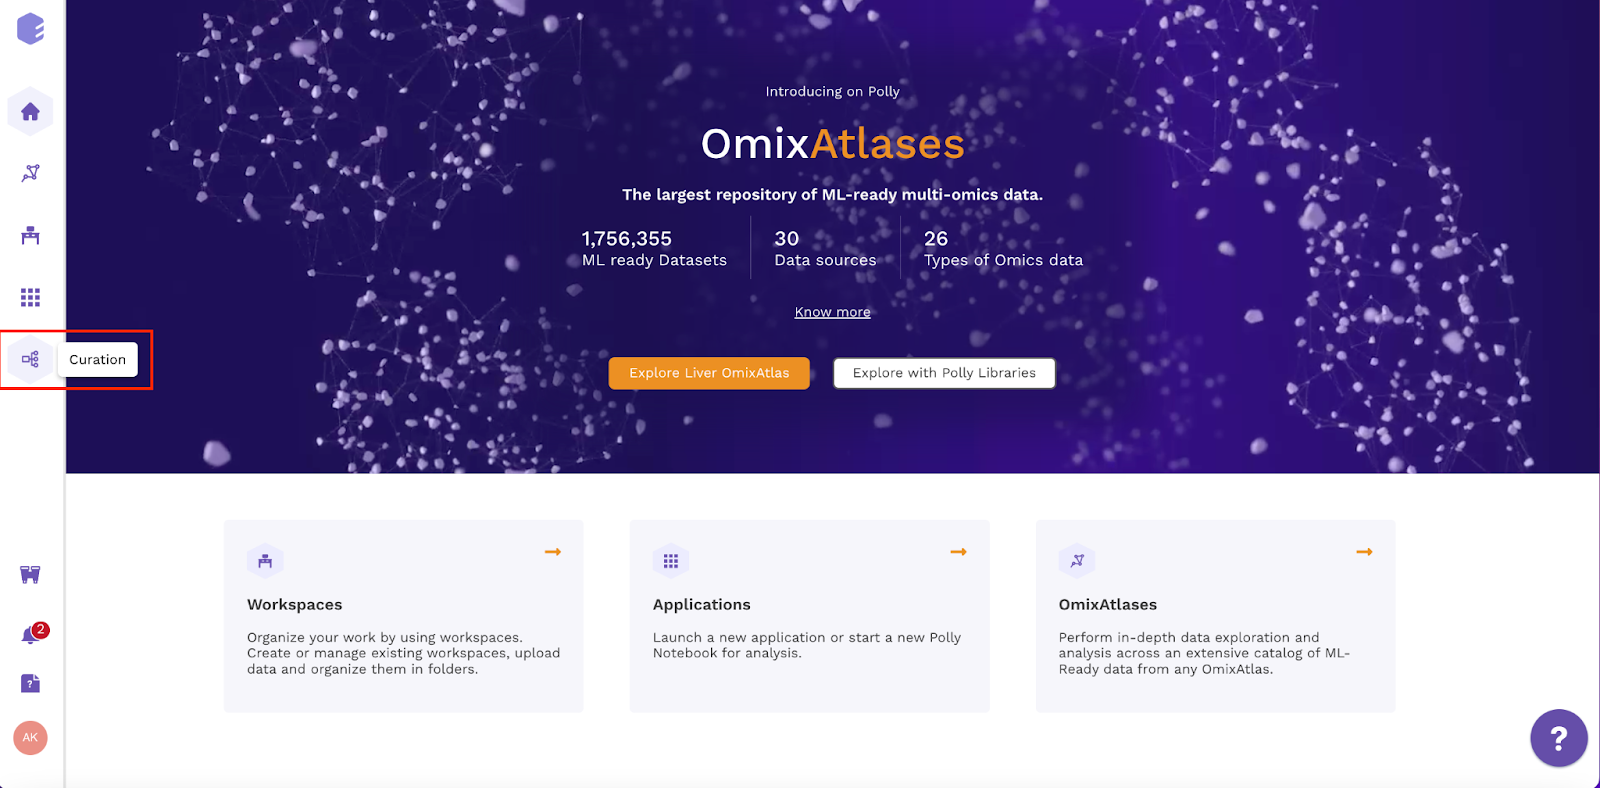 Introducing on Polly
OmixAtlases
The largest repository of ML-ready multi-omics data.
1,756,355
ML ready Datasets
30
Data sources
26
Types of Omics data
Know more
Curation
Explore Liver OmixAtlas
Explore with Polly Libraries
Workspaces
Organize your work by using workspaces.
Create or manage existing workspaces, upload
data and organize them in folders.
Applications
Launch a new application or start a new Polly
Notebook for analysis.
OmixAtlases
Perform in-depth data exploration and
analysis across an extensive catalog of ML-
Ready data from any OmixAtlas.
2
?
AK
?